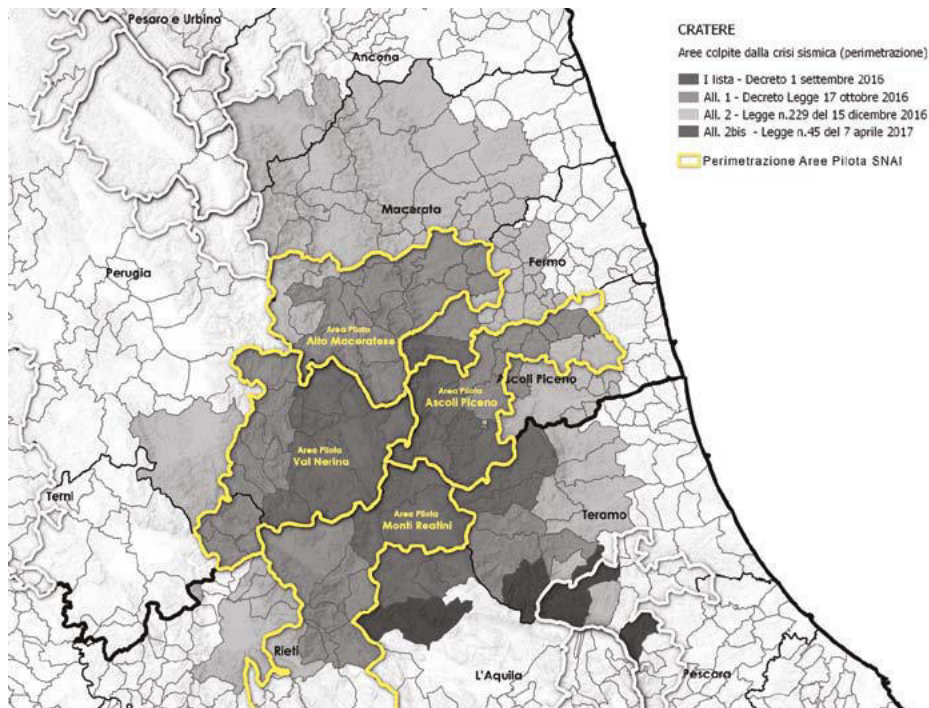 Pesaro e Urbino
Ancona
CRATERE
Aree colpite dalla crisi sismica (perimetrazione)
I lista - Decreto 1 settembre 2016
All. 1 - Decreto Legge 17 ottobre 2016
All. 2 - Legge n.229 del 15 dicembre 2016
All. 2bis - Legge n.45 del 7 aprile 2017
Perimetrazione Aree Pilota SNAI
Macerata
Perugia
Fermo
Area Pilota
Alto Maceratese
Ascoli Piceno
Area Pilota
Ascoli Piceno
Area Pilota
Val Nerina
Terni
Area Pilota
Monti Reatini
Teramo
Rieti
L'Aquila
Pescara